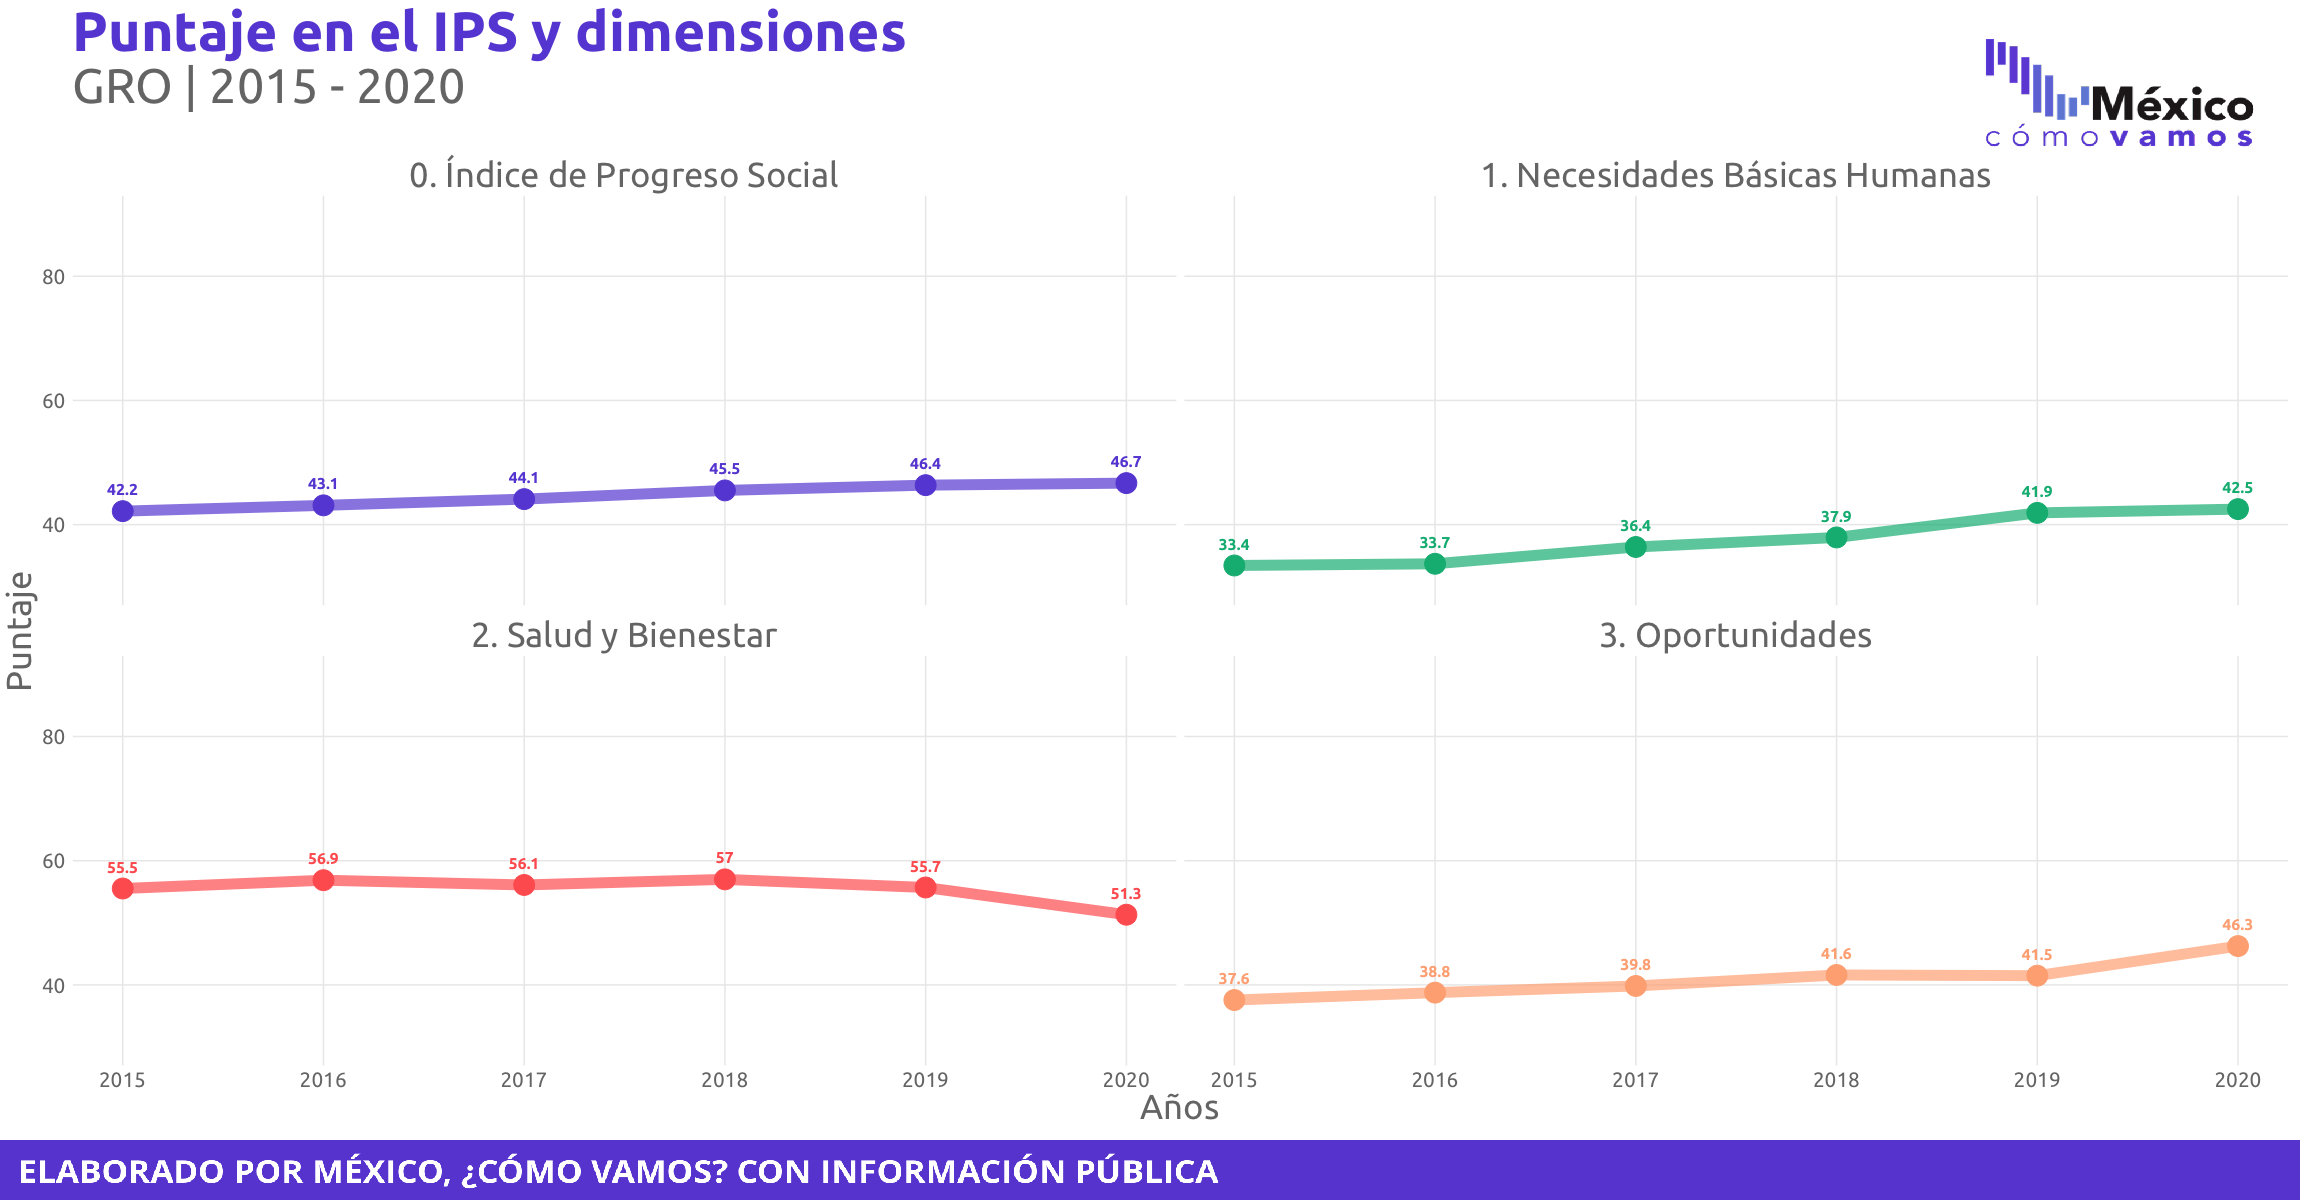 Puntaje en el IPS y dimensiones
GRO | 2015 - 2020
México
cómo vamos
0. Índice de Progreso Social
1. Necesidades Básicas Humanas
80
60
40
42.2 43.1 44.1 45.5 46.4 46.7
33.4 33.7 36.4 37.9 41.9 42.5
Puntaje
2. Salud y Bienestar
3. Oportunidades
80
60
40
55.5 56.9 56.1 57 55.7 51.3
37.6 38.8 39.8 41.6 41.5 46.3
2015 2016 2017 2018 2019 2020
2015 2016 2017 2018 2019 2020
Años
ELABORADO POR MÉXICO, ¿CÓMO VAMOS? CON INFORMACIÓN PÚBLICA